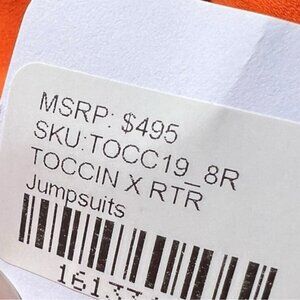 MSRP: $495
SKU:TOCC19_8R
TOCCIN X RTR
Jumpsuits